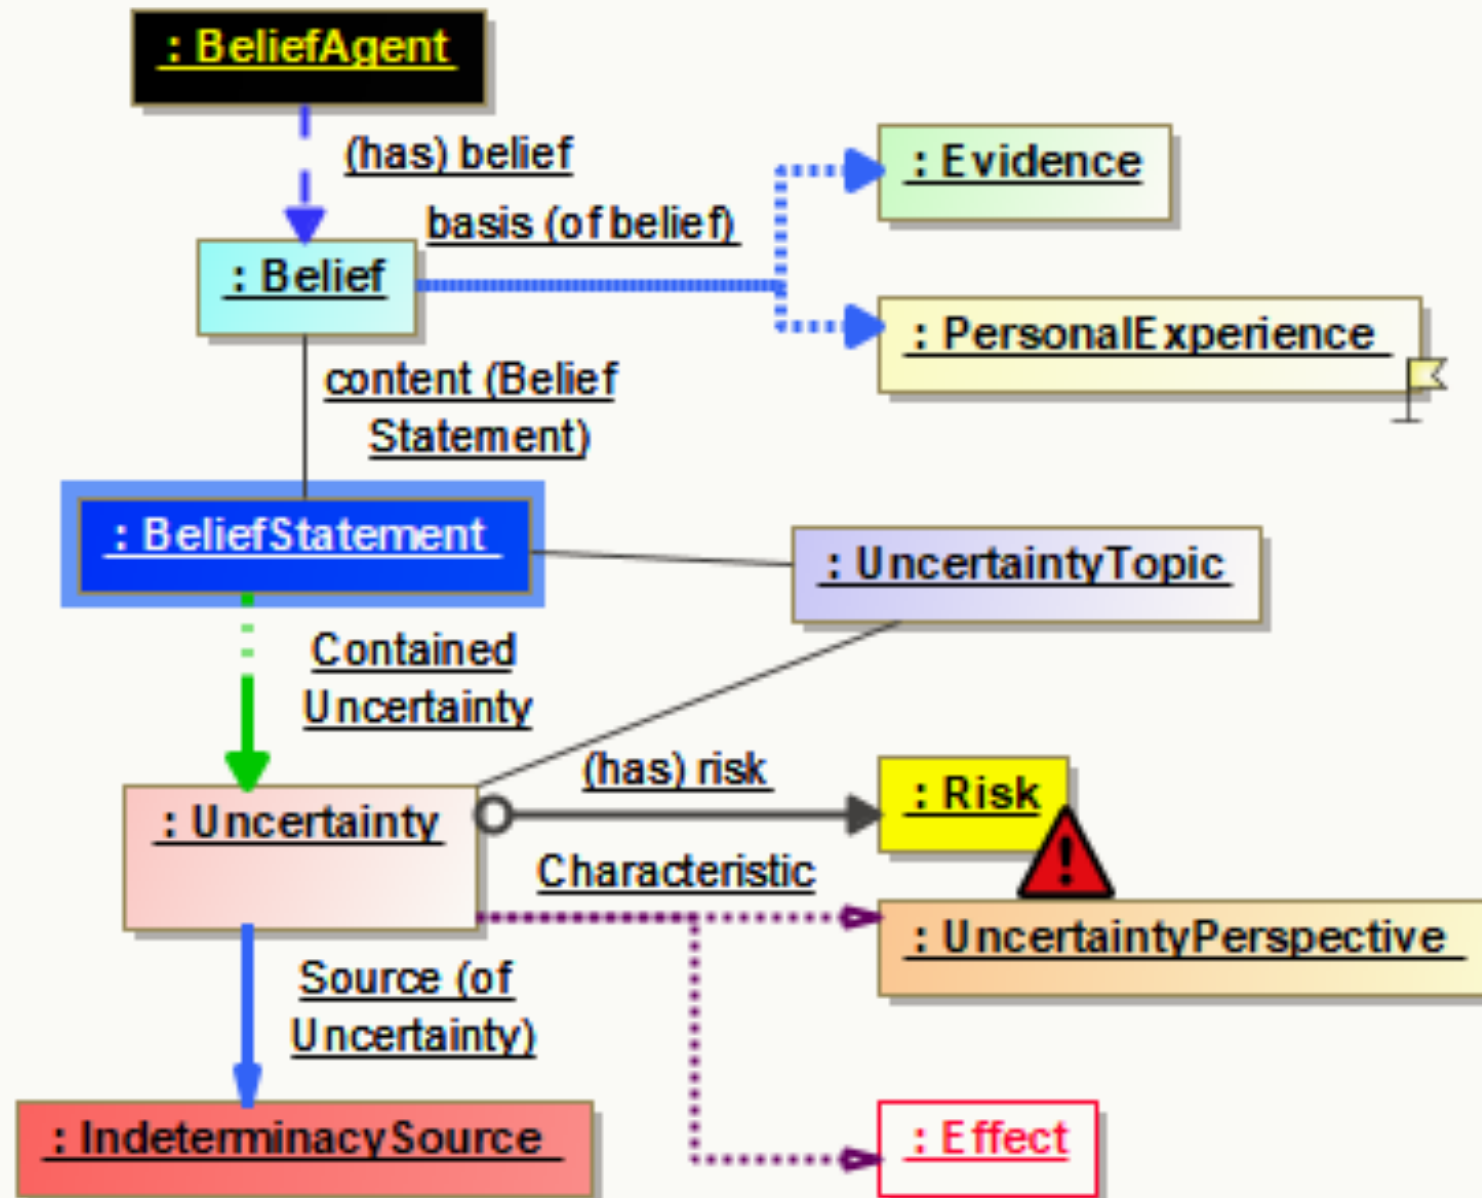 : BeliefAgent
(has) belief
: Evidence
basis (of belief)
: Belief
: PersonalExperience
content (Belief
Statement)
: BeliefStatement
: UncertaintyTopic
Contained
Uncertainty
(has) risk
: Risk
: Uncertainty
!
Characteristic
: UncertaintyPerspective
Source (of
Uncertainty)
: IndeterminacySource
: Effect